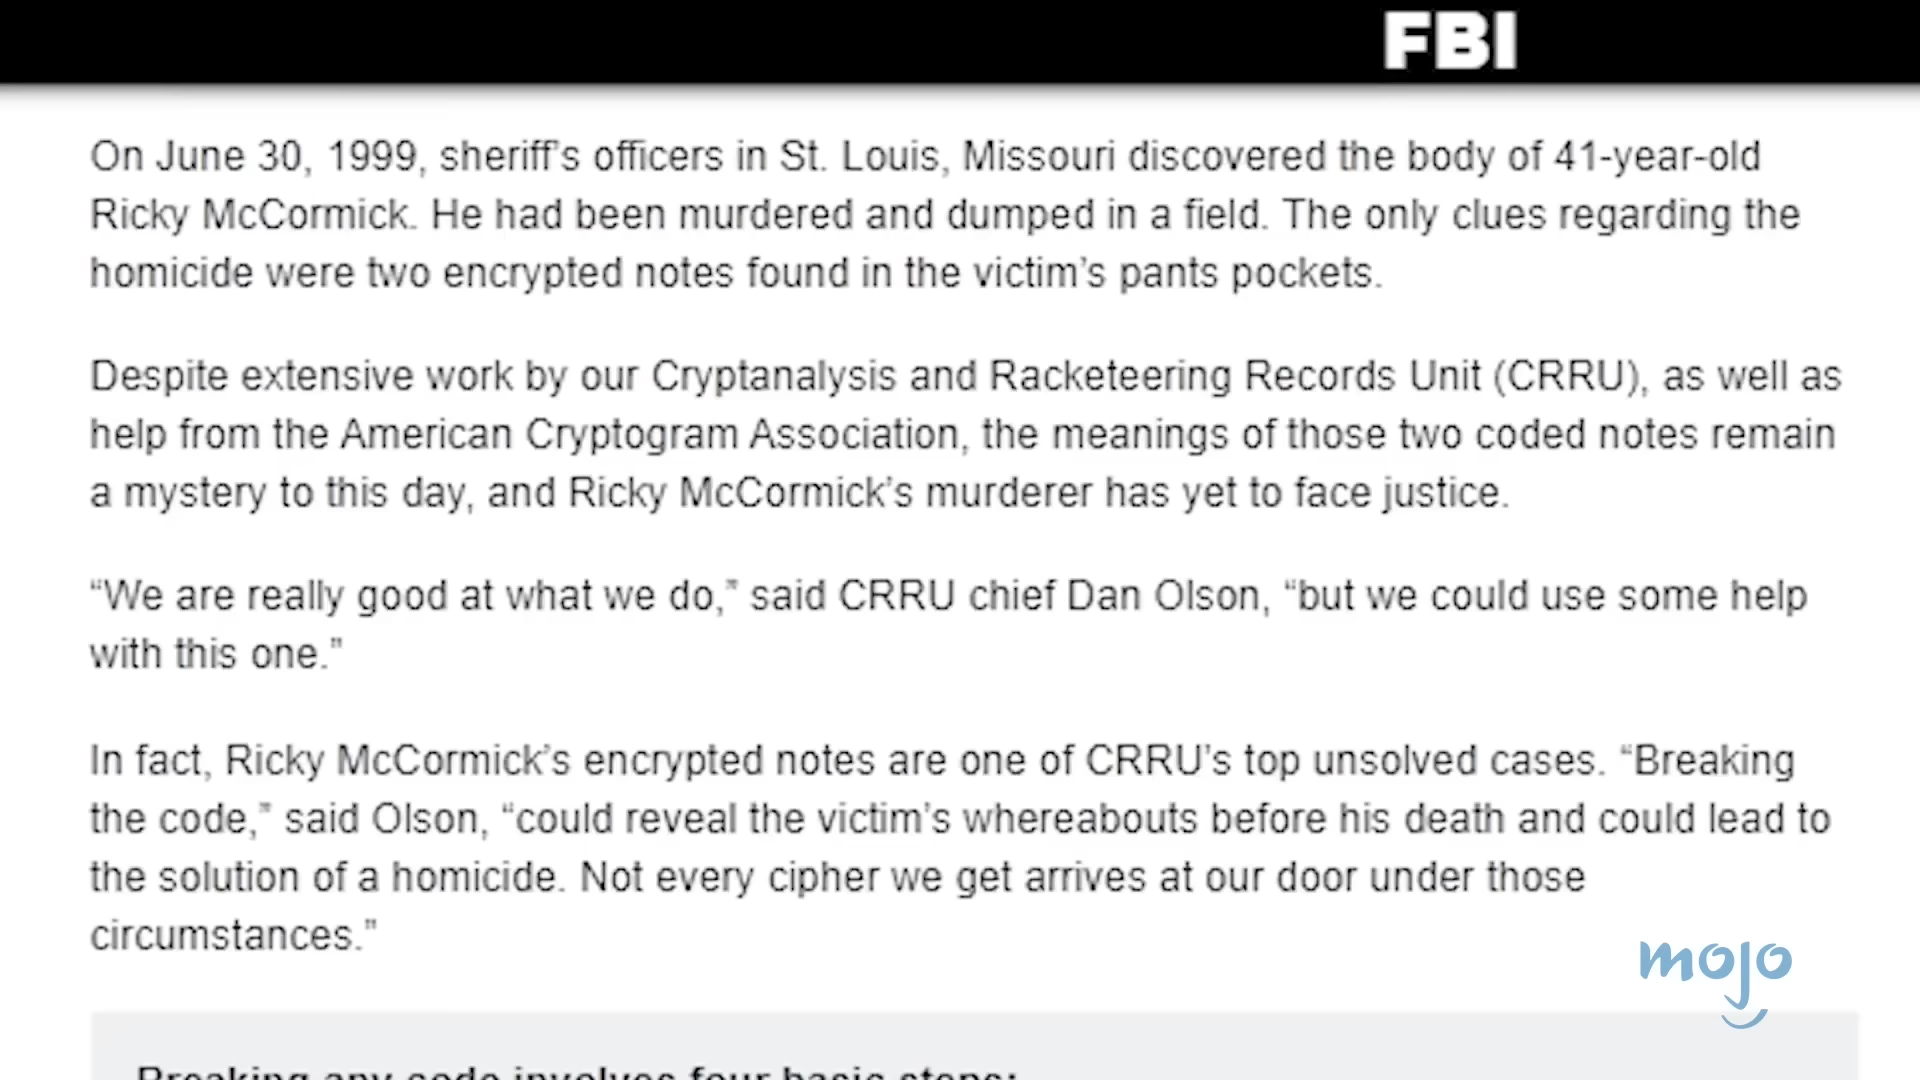 FBI
On June 30, 1999, sheriff’s officers in St. Louis, Missouri discovered the body of 41-year-old
Ricky McCormick. He had been murdered and dumped in a field. The only clues regarding the
homicide were two encrypted notes found in the victim’s pants pockets.
Despite extensive work by our Cryptanalysis and Racketeering Records Unit (CRRU), as well as
help from the American Cryptogram Association, the meanings of those two coded notes remain
a mystery to this day, and Ricky McCormick’s murderer has yet to face justice.
“We are really good at what we do,” said CRRU chief Dan Olson, “but we could use some help
with this one.”
In fact, Ricky McCormick’s encrypted notes are one of CRRU’s top unsolved cases. “Breaking
the code,” said Olson, “could reveal the victim’s whereabouts before his death and could lead to
the solution of a homicide. Not every cipher we get arrives at our door under those
circumstances.”
mojo
Breaking any code involves four basic steps: